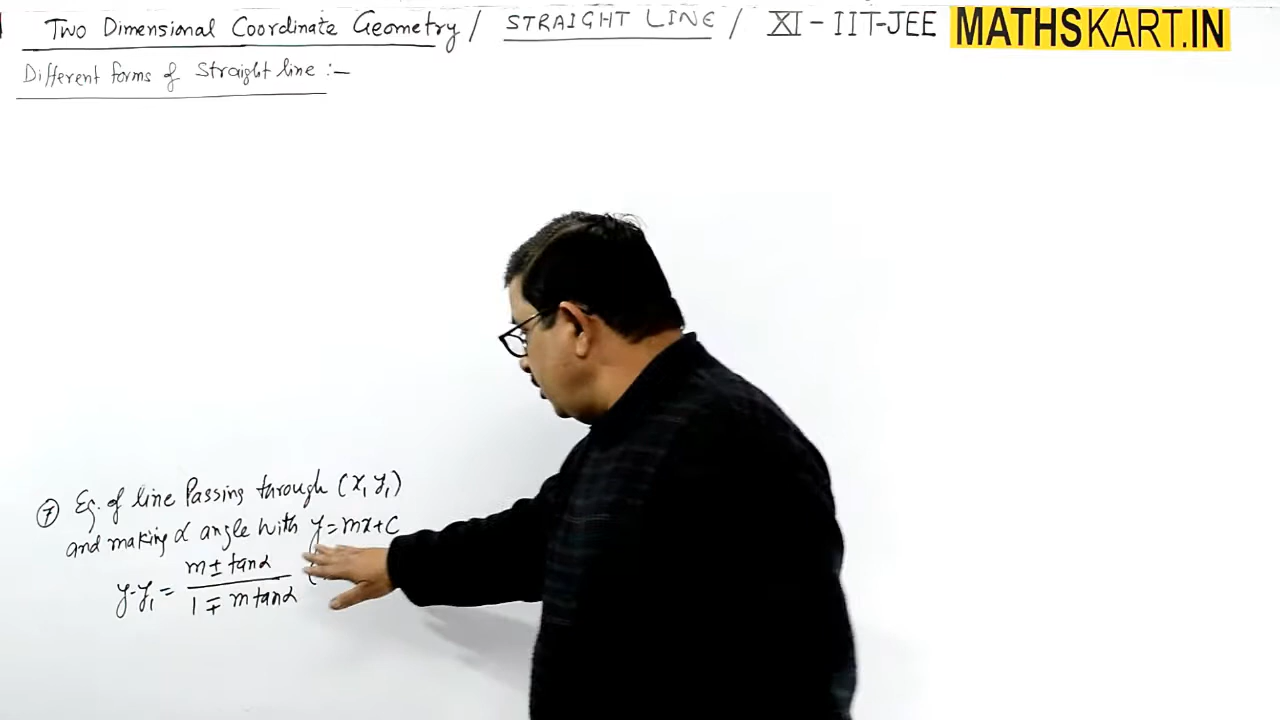 Two Dimensional Coordinate Geometry / STRAIGHT LINE / XI - IIT-JEE MATHSKART.IN
Different forms of Straight line :-
⑦ Eq. of line Passing through (x₁ y₁)
and making α angle with y = mx + c
y-y₁ = (m ± tanα) / (1 ∓ m tanα) (